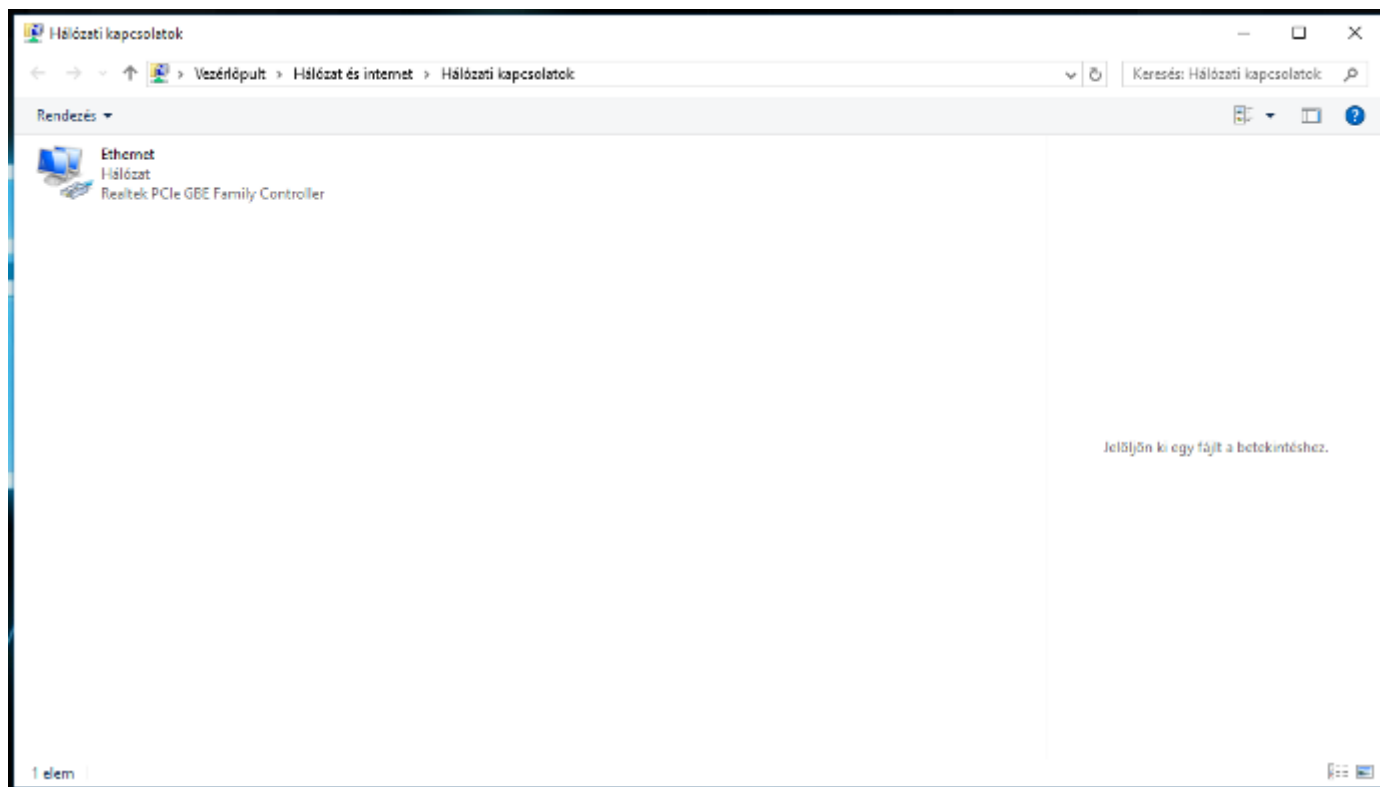 Hálózati kapcsolatok
Vezérlőpult > Hálózat és internet > Hálózati kapcsolatok
Keresés: Hálózati kapcsolatok
Rendezés
Ethernet
Hálózat
Realtek PCIe GBE Family Controller
Jelöljön ki egy fájlt a betekintéshez.
1 elem